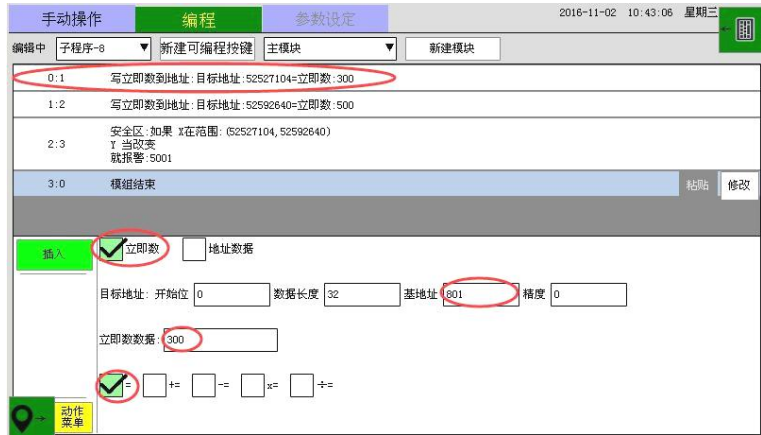 手动操作 编程 参数设定 2016-11-02 10:43:06 星期三
编辑中 子程序-8 新建可编程按键 主模块 新建模块
0:1 写立即数到地址:目标地址:52527104=立即数:300
1:2 写立即数到地址:目标地址:52592640=立即数:500
2:3 安全区:如果 X在范围:(52527104,52592640)
Y 当改变
就报警:5001
3:0 模组结束 粘贴 修改
插入 立即数 地址数据
目标地址: 开始位 0 数据长度 32 基地址 801 精度 0
立即数数据: 300
= += -= x= ÷=
动作
菜单